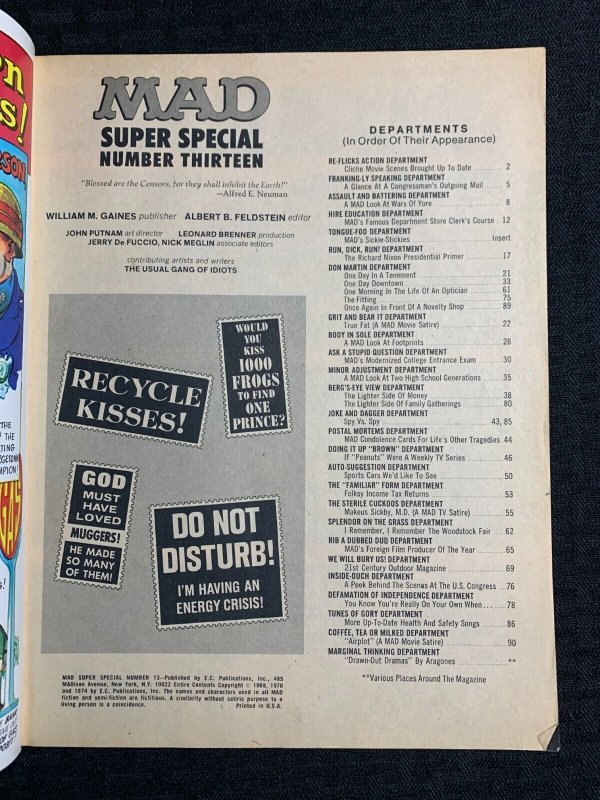 MAD
SUPER SPECIAL
NUMBER THIRTEEN
"Blessed are the Censors, for they shall inhibit the Earth!"
—Alfred E. Neuman
WILLIAM M. GAINES publisher ALBERT B. FELDSTEIN editor
JOHN PUTNAM art director LEONARD BRENNER production
JERRY De FUCCIO, NICK MEGLIN associate editors
contributing artists and writers
THE USUAL GANG OF IDIOTS
WOULD
YOU
KISS
1000
FROGS
TO FIND
ONE
PRINCE?
RECYCLE
KISSES!
GOD
MUST
HAVE
LOVED
MUGGERS!
HE MADE
SO MANY
OF THEM!
DO NOT
DISTURB!
I'M HAVING AN
ENERGY CRISIS!
MAD SUPER SPECIAL NUMBER 13—Published by E.C. Publications, Inc., 485
MADison Avenue, New York, N.Y. 10022 Entire Contents Copyright © 1969, 1970
and 1974 by E.C. Publications, Inc. The names and characters used in all MAD
fiction and semi-fiction are fictitious. A similarity without satiric purpose to a
living person is a coincidence. Printed in U.S.A.
DEPARTMENTS
(In Order Of Their Appearance)
RE-FLICKS ACTION DEPARTMENT
Cliche Movie Scenes Brought Up To Date 2
FRANKING-LY SPEAKING DEPARTMENT
A Glance At A Congressman's Outgoing Mail 5
ASSAULT AND BATTERING DEPARTMENT
A MAD Look At Wars Of Yore 8
HIRE EDUCATION DEPARTMENT
MAD's Famous Department Store Clerk's Course 12
TONGUE-FOO DEPARTMENT
MAD's Sickie-Stickies Insert
RUN, DICK, RUN! DEPARTMENT
The Richard Nixon Presidential Primer 17
DON MARTIN DEPARTMENT
One Day In A Tenement 21
One Day Downtown 33
One Morning In The Life Of An Optician 61
The Fitting 75
Once Again In Front Of A Novelty Shop 89
GRIT AND BEAR IT DEPARTMENT
True Fat (A MAD Movie Satire) 22
BODY IN SOLE DEPARTMENT
A MAD Look At Footprints 28
ASK A STUPID QUESTION DEPARTMENT
MAD's Modernized College Entrance Exam 30
MINOR ADJUSTMENT DEPARTMENT
A MAD Look At Two High School Generations 35
BERG'S-EYE VIEW DEPARTMENT
The Lighter Side Of Money 38
The Lighter Side Of Family Gatherings 80
JOKE AND DAGGER DEPARTMENT
Spy Vs. Spy 43, 85
POSTAL MORTEMS DEPARTMENT
MAD Condolence Cards For Life's Other Tragedies 44
DOING IT UP "BROWN" DEPARTMENT
If "Peanuts" Were A Weekly TV Series 46
AUTO-SUGGESTION DEPARTMENT
Sports Cars We'd Like To See 50
THE "FAMILIAR" FORM DEPARTMENT
Folksy Income Tax Returns 53
THE STERILE CUCKOOS DEPARTMENT
Makeus Sickby, M.D. (A MAD TV Satire) 55
SPLENDOR ON THE GRASS DEPARTMENT
I Remember, I Remember The Woodstock Fair 62
RIB A DUBBED DUD DEPARTMENT
MAD's Foreign Film Producer Of The Year 65
WE WILL BURY US! DEPARTMENT
21st Century Outdoor Magazine 69
INSIDE-OUCH DEPARTMENT
A Peek Behind The Scenes At The U.S. Congress 76
DEFAMATION OF INDEPENDENCE DEPARTMENT
You Know You're Really On Your Own When... 78
TUNES OF GORY DEPARTMENT
More Up-To-Date Health And Safety Songs 86
COFFEE, TEA OR MILKED DEPARTMENT
"Airplot" (A MAD Movie Satire) 90
MARGINAL THINKING DEPARTMENT
"Drawn-Out Dramas" By Aragones **
**Various Places Around The Magazine